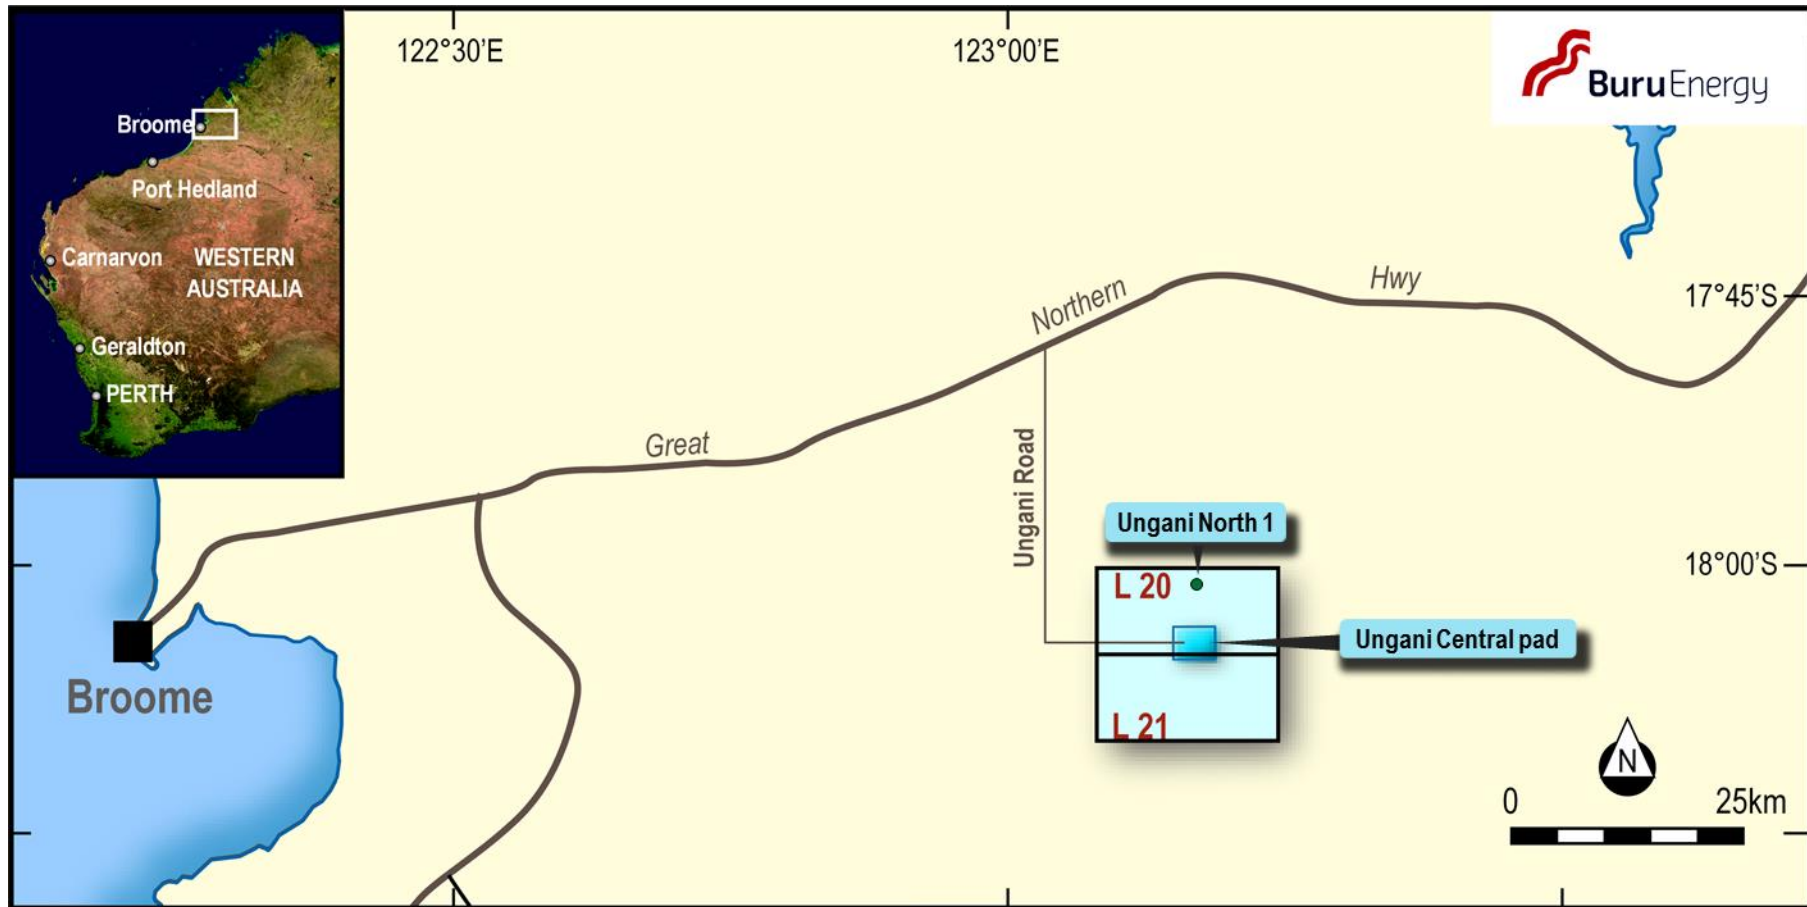 122°30'E
123°00'E
BuruEnergy
Broome
Port Hedland
Carnarvon
WESTERN
AUSTRALIA
Geraldton
PERTH
Northern
Hwy
17°45'S
Great
Ungani Road
Ungani North 1
18°00'S
L 20
Ungani Central pad
Broome
L 21
N
0
25km